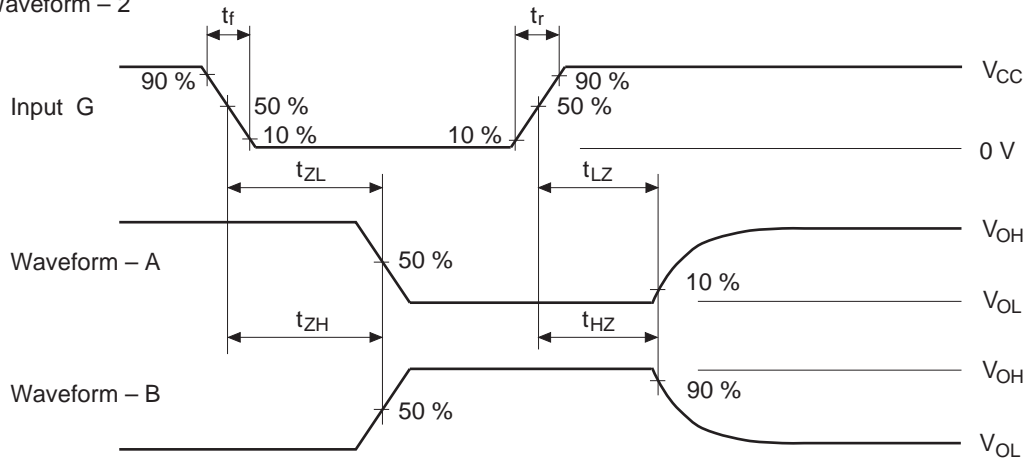 Waveform – 2
tf
tr
90 %
90 %
VCC
Input G
50 %
50 %
10 %
10 %
0 V
tZL
tLZ
VOH
Waveform – A
50 %
10 %
VOL
tZH
tHZ
VOH
Waveform – B
90 %
50 %
VOL